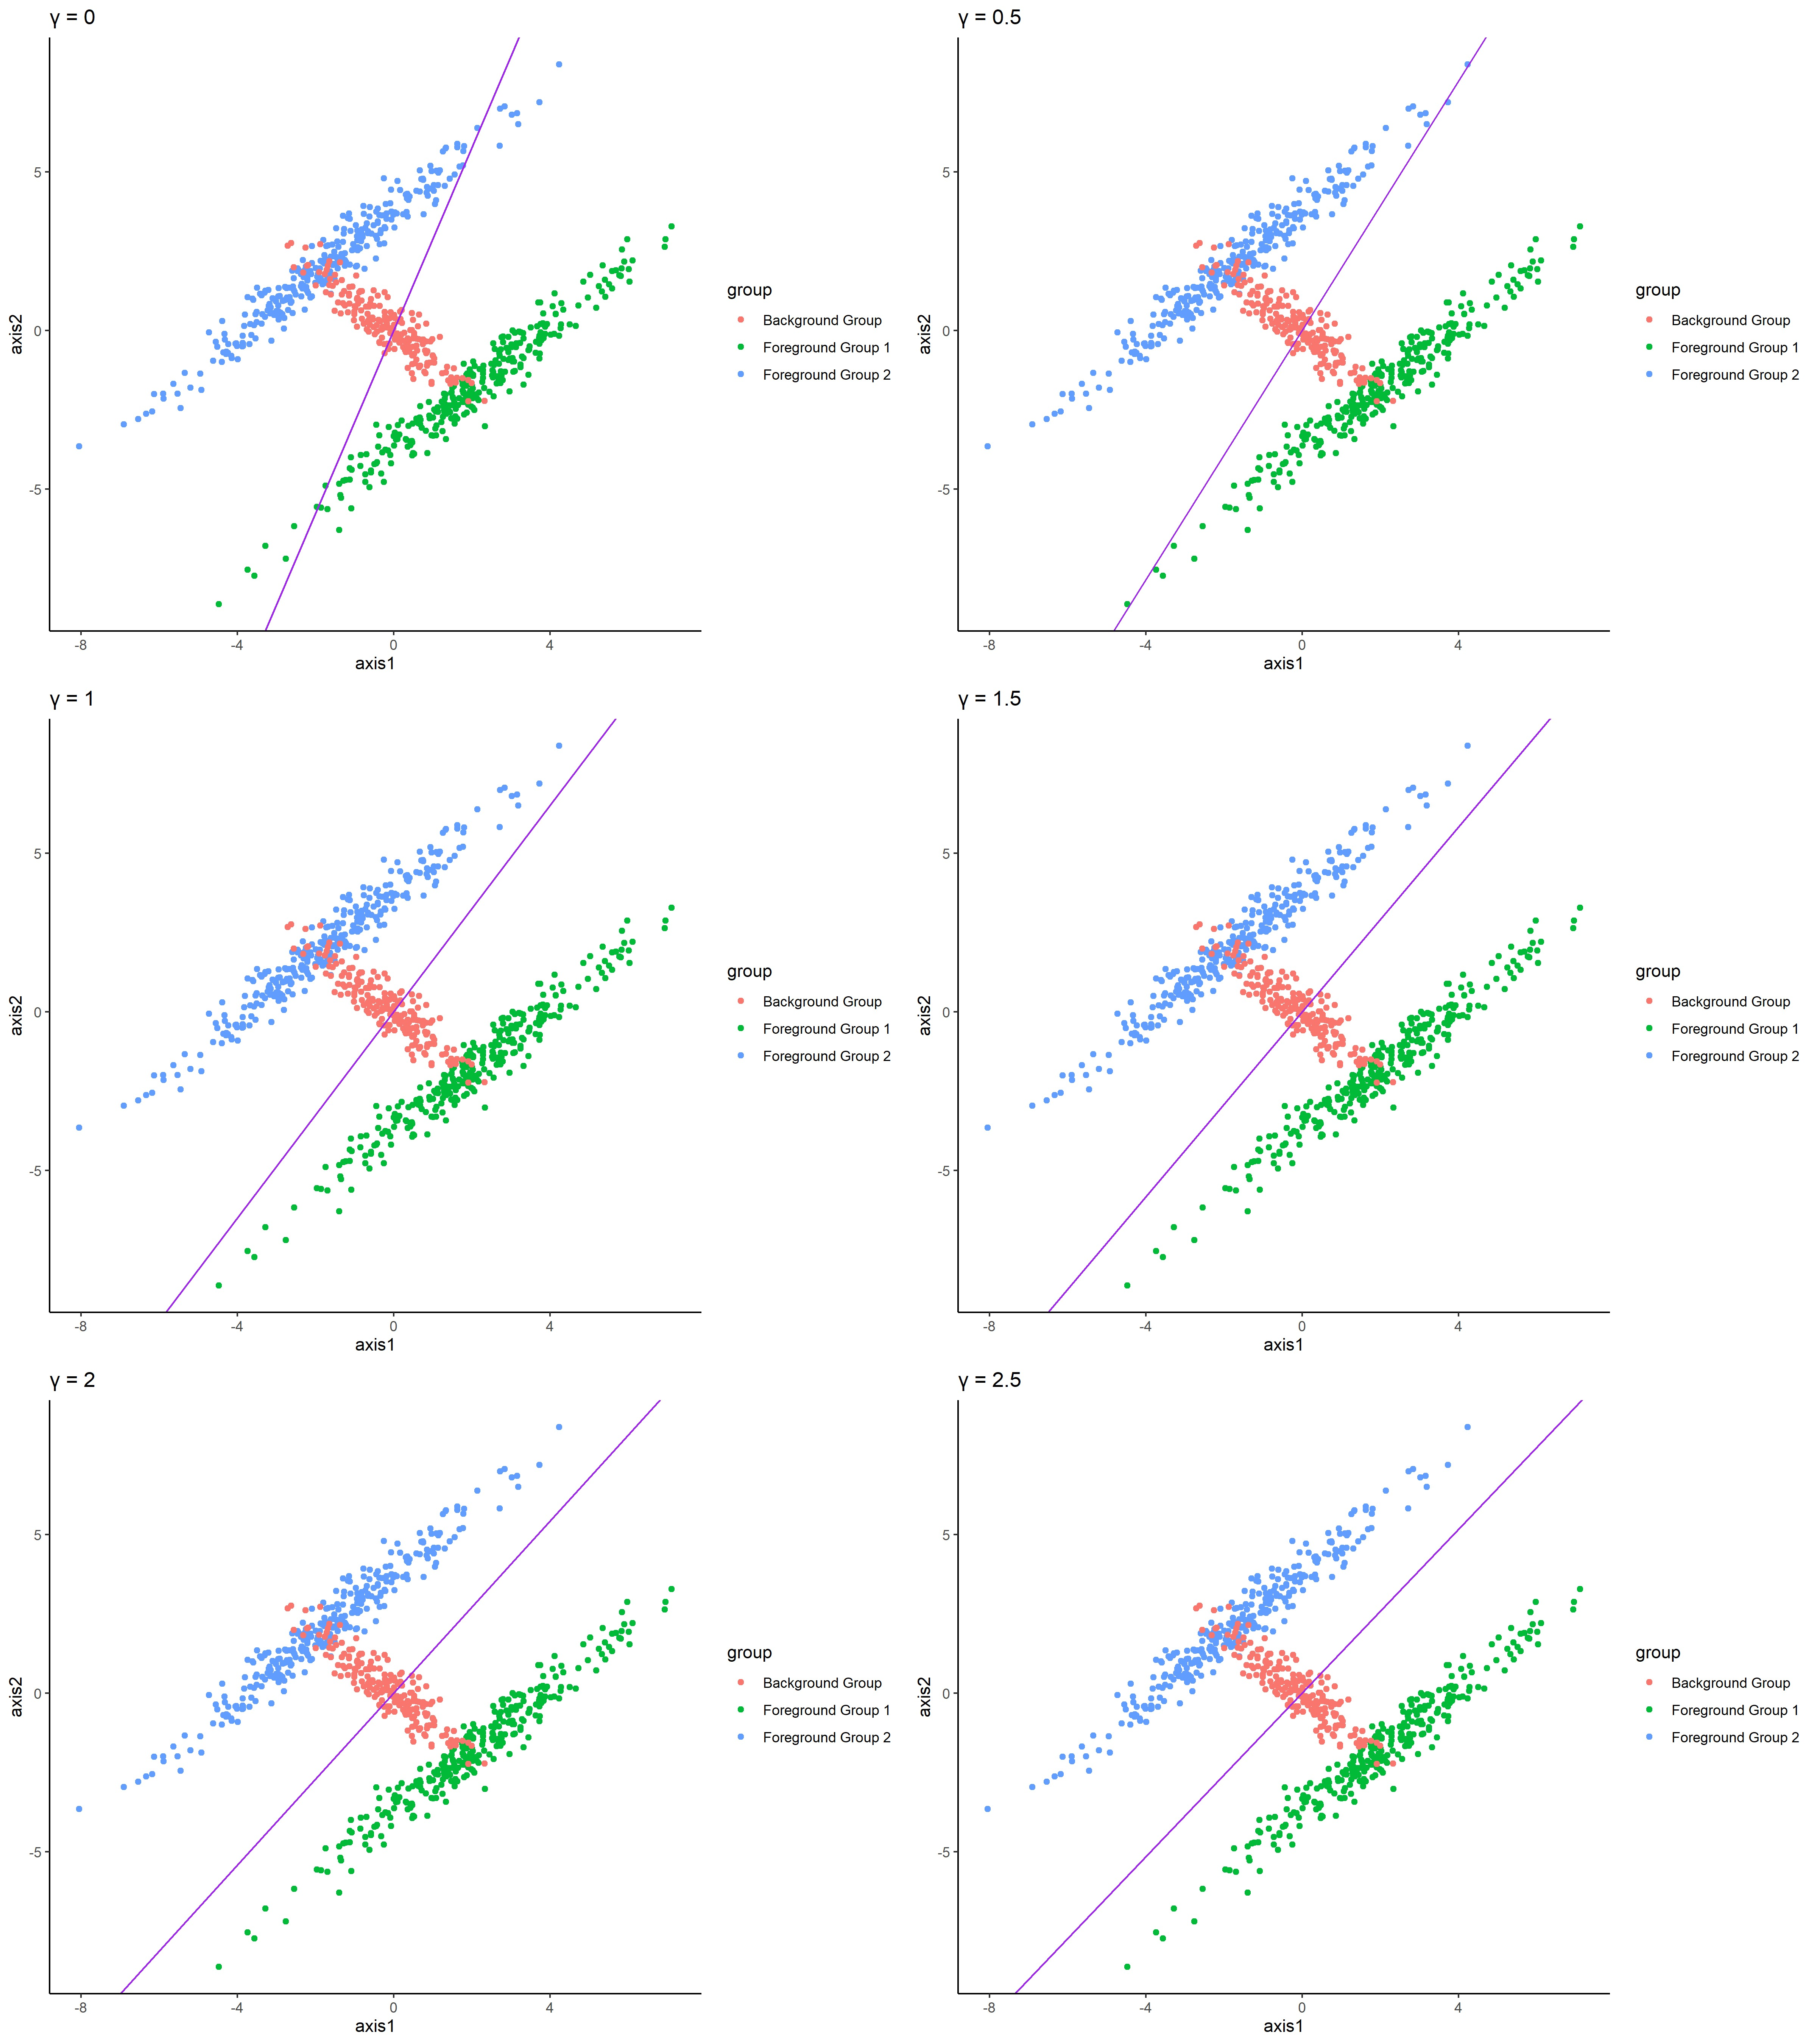 γ = 0
5
0
-5
axis2
-8
-4
0
4
axis1
group
Background Group
Foreground Group 1
Foreground Group 2
γ = 0.5
5
0
-5
axis2
-8
-4
0
4
axis1
group
Background Group
Foreground Group 1
Foreground Group 2
γ = 1
5
0
-5
axis2
-8
-4
0
4
axis1
group
Background Group
Foreground Group 1
Foreground Group 2
γ = 1.5
5
0
-5
axis2
-8
-4
0
4
axis1
group
Background Group
Foreground Group 1
Foreground Group 2
γ = 2
5
0
-5
axis2
-8
-4
0
4
axis1
group
Background Group
Foreground Group 1
Foreground Group 2
γ = 2.5
5
0
-5
axis2
-8
-4
0
4
axis1
group
Background Group
Foreground Group 1
Foreground Group 2